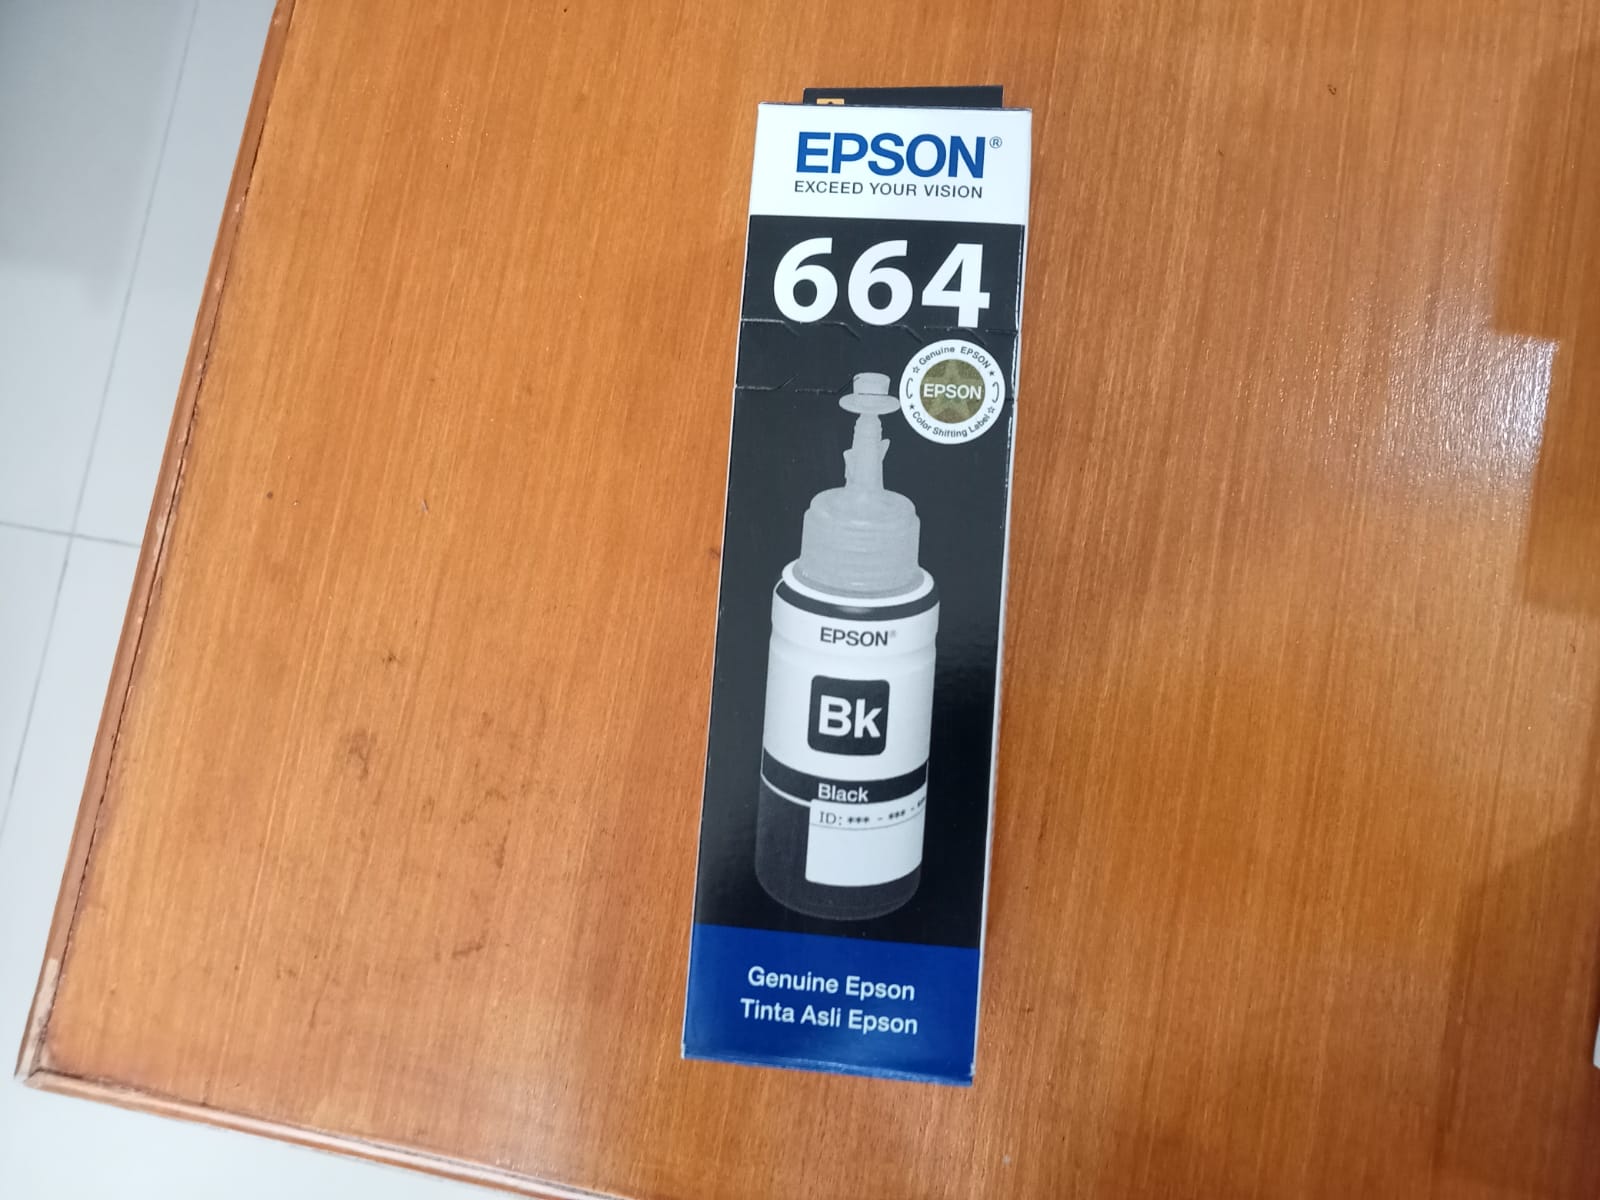 EPSON®
EXCEED YOUR VISION
664
Genuine EPSON
EPSON
Color Shifting Label
EPSON®
Bk
Black
ID: *** - *** -
Genuine Epson
Tinta Asli Epson